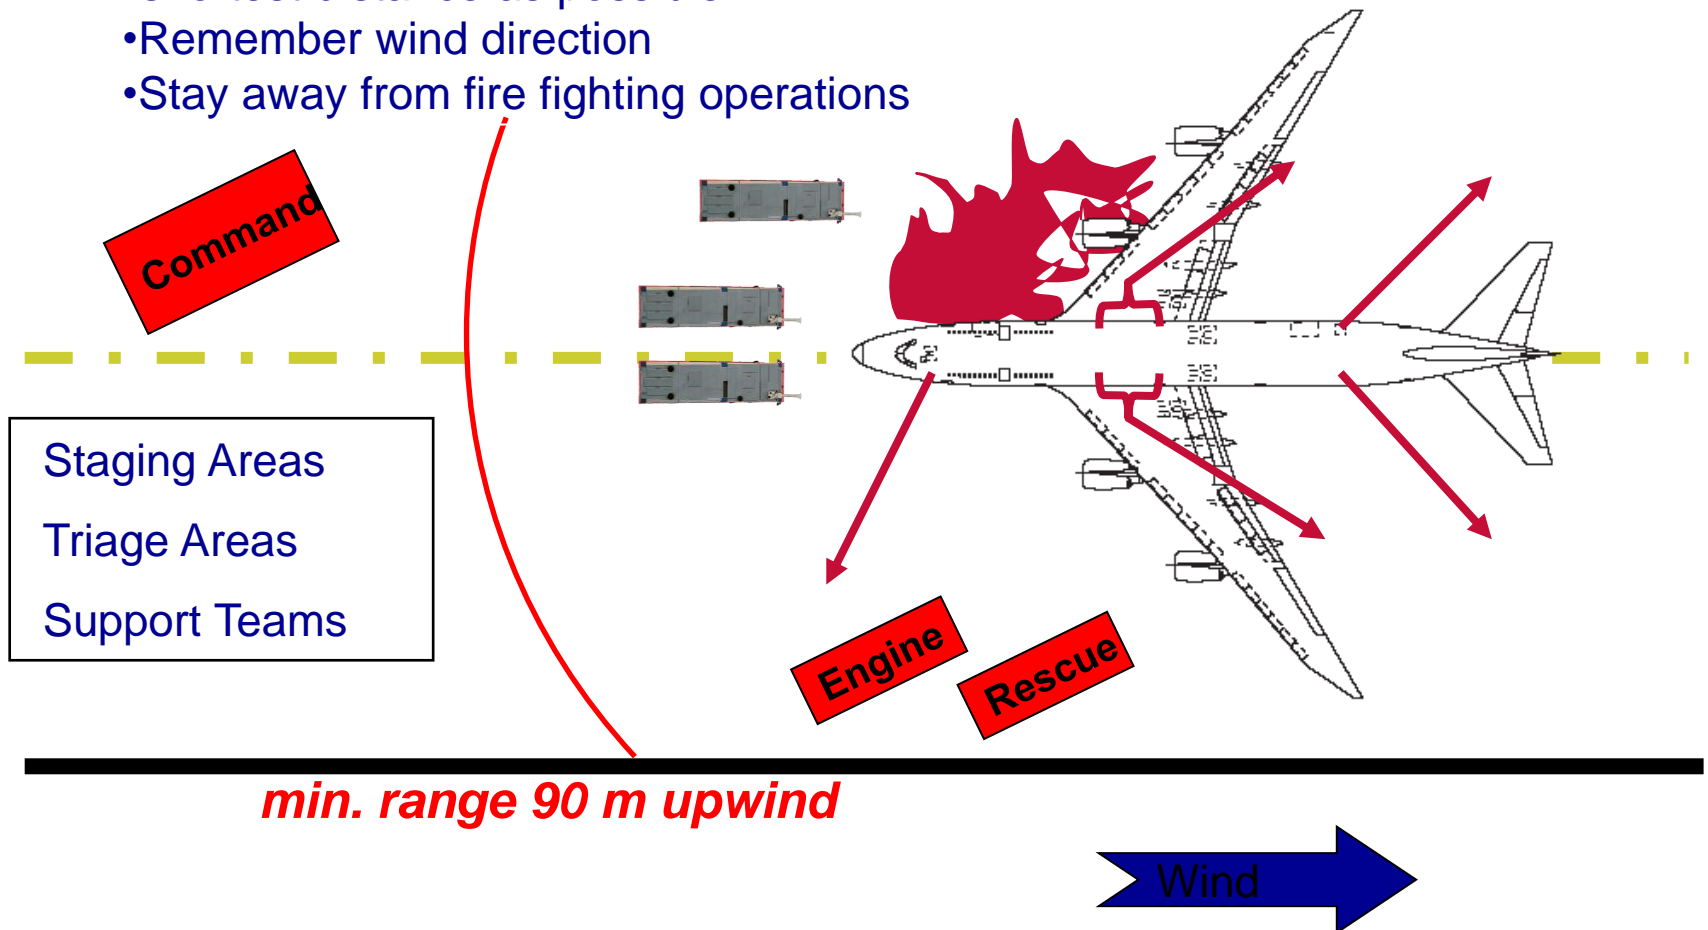 •Remember wind direction
•Stay away from fire fighting operations
Command
Staging Areas
Triage Areas
Support Teams
Engine
Rescue
min. range 90 m upwind
Wind